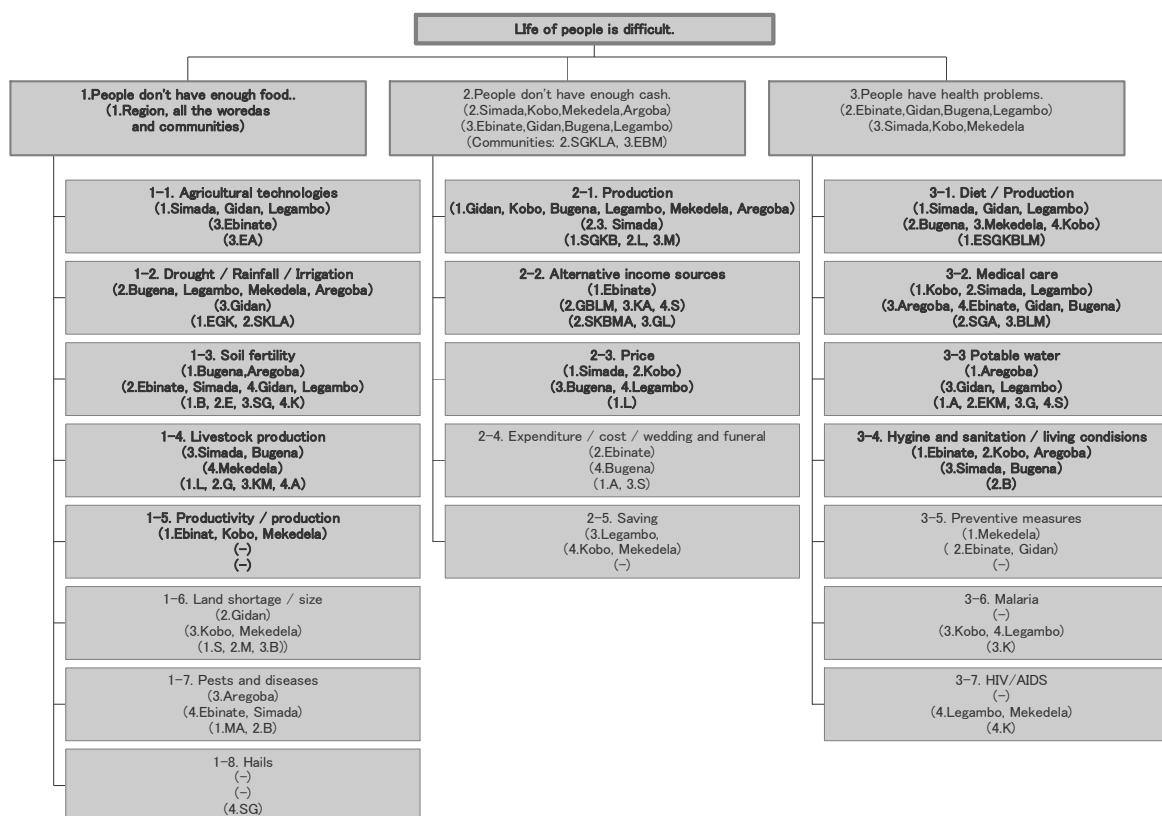 LIfe of people is difficult.
1.People don't have enough food..
(1.Region, all the woredas
and communities)
1-1. Agricultural technologies
(1.Simada, Gidan, Legambo)
(3.Ebinate)
(3.EA)
1-2. Drought / Rainfall / Irrigation
(2.Bugena, Legambo, Mekedela, Aregoba)
(3.Gidan)
(1.EGK, 2.SKLA)
1-3. Soil fertility
(1.Bugena,Aregoba)
(2.Ebinate, Simada, 4.Gidan, Legambo)
(1.B, 2.E, 3.SG, 4.K)
1-4. Livestock production
(3.Simada, Bugena)
(4.Mekedela)
(1.L, 2.G, 3.KM, 4.A)
1-5. Productivity / production
(1.Ebinat, Kobo, Mekedela)
(-)
(-)
1-6. Land shortage / size
(2.Gidan)
(3.Kobo, Mekedela)
(1.S, 2.M, 3.B))
1-7. Pests and diseases
(3.Aregoba)
(4.Ebinate, Simada)
(1.MA, 2.B)
1-8. Hails
(-)
(-)
(4.SG)
2.People don't have enough cash.
(2.Simada,Kobo,Mekedela,Argoba)
(3.Ebinate,Gidan,Bugena,Legambo)
(Communities: 2.SGKLA, 3.EBM)
2-1. Production
(1.Gidan, Kobo, Bugena, Legambo, Mekedela, Aregoba)
(2.3. Simada)
(1.SGKB, 2.L, 3.M)
2-2. Alternative income sources
(1.Ebinate)
(2.GBLM, 3.KA, 4.S)
(2.SKBMA, 3.GL)
2-3. Price
(1.Simada, 2.Kobo)
(3.Bugena, 4.Legambo)
(1.L)
2-4. Expenditure / cost / wedding and funeral
(2.Ebinate)
(4.Bugena)
(1.A, 3.S)
2-5. Saving
(3.Legambo,
(4.Kobo, Mekedela)
(-)
3.People have health problems.
(2.Ebinate,Gidan,Bugena,Legambo)
(3.Simada,Kobo,Mekedela
3-1. Diet / Production
(1.Simada, Gidan, Legambo)
(2.Bugena, 3.Mekedela, 4.Kobo)
(1.ESGKBLM)
3-2. Medical care
(1.Kobo, 2.Simada, Legambo)
(3.Aregoba, 4.Ebinate, Gidan, Bugena)
(2.SGA, 3.BLM)
3-3 Potable water
(1.Aregoba)
(3.Gidan, Legambo)
(1.A, 2.EKM, 3.G, 4.S)
3-4. Hygine and sanitation / living condisions
(1.Ebinate, 2.Kobo, Aregoba)
(3.Simada, Bugena)
(2.B)
3-5. Preventive measures
(1.Mekedela)
( 2.Ebinate, Gidan)
(-)
3-6. Malaria
(-)
(3.Kobo, 4.Legambo)
(3.K)
3-7. HIV/AIDS
(-)
(4.Legambo, Mekedela)
(4.K)